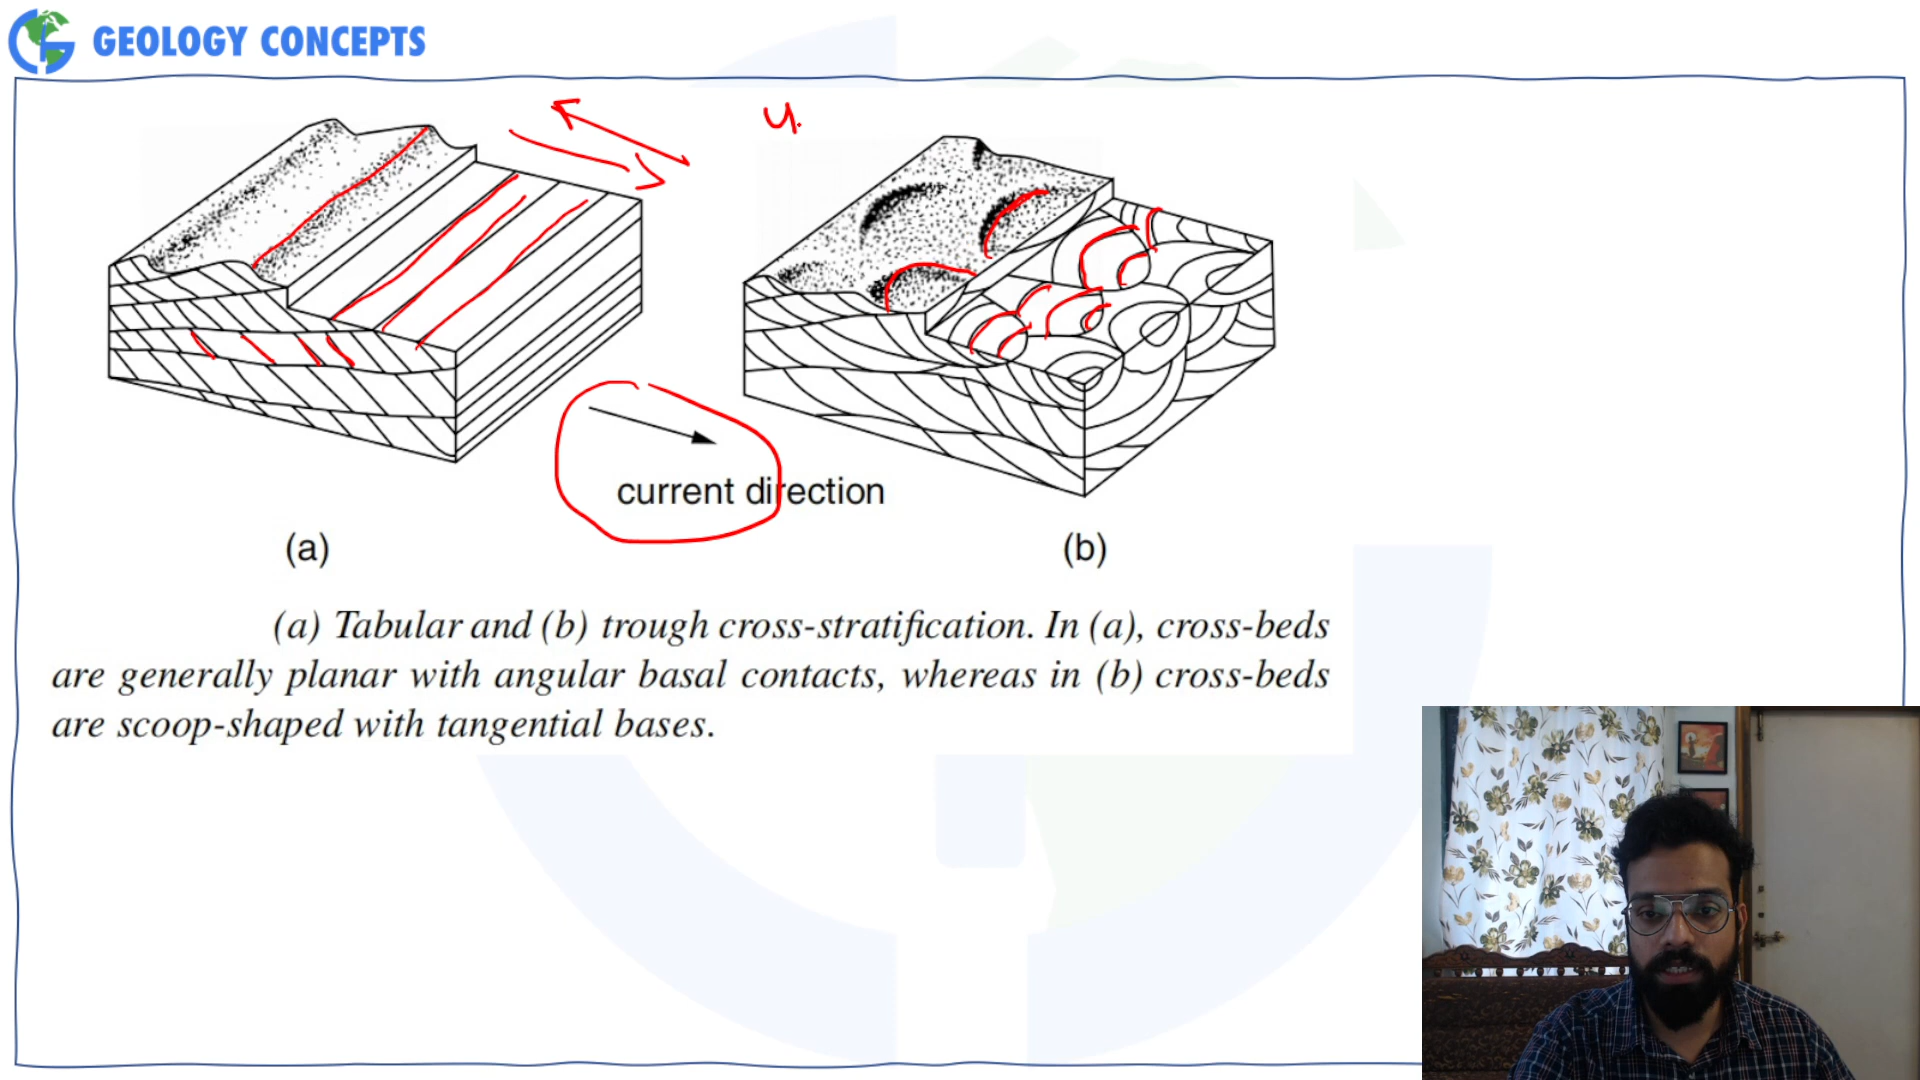 GEOLOGY CONCEPTS
current direction
(a)
(b)
(a) Tabular and (b) trough cross-stratification. In (a), cross-beds
are generally planar with angular basal contacts, whereas in (b) cross-beds
are scoop-shaped with tangential bases.